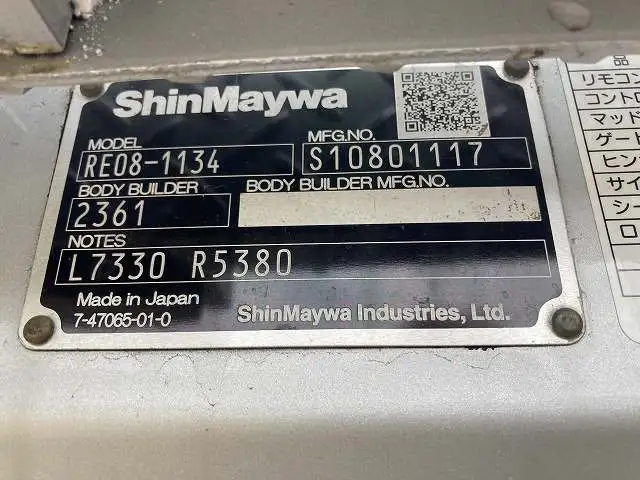 ShinMaywa
MODEL
RE08-1134
MFG.NO.
S10801117
BODY BUILDER
2361
BODY BUILDER MFG.NO.
NOTES
L7330 R5380
Made in Japan
7-47065-01-0
ShinMaywa Industries, Ltd.
品
リモコン
コントロ
マッド
ゲート
ヒン
サイ
シー
ロ